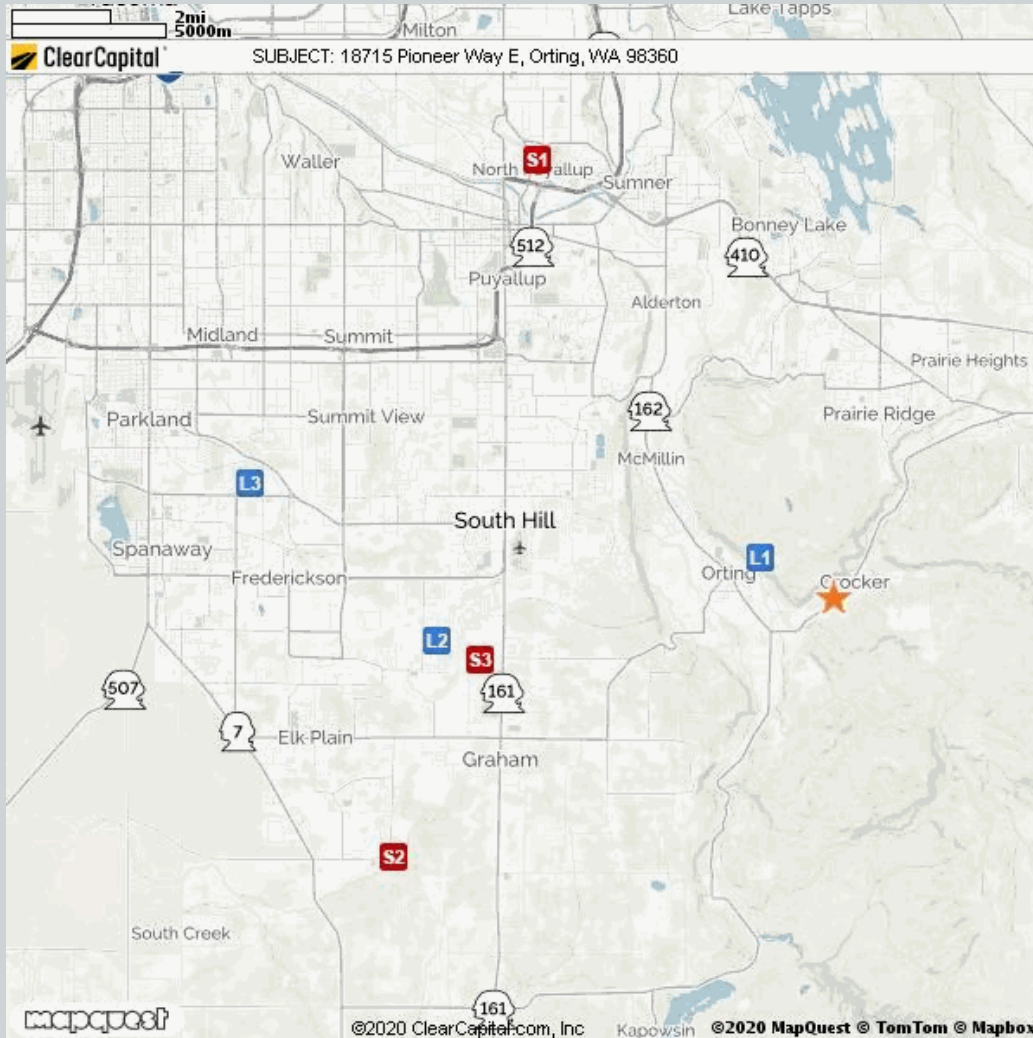 2mi
5000m
Milton
Lake Tapps
ClearCapital
SUBJECT: 18715 Pioneer Way E, Orting, WA 98360
Waller
S1
North Puyallup
Sumner
Bonney Lake
512
410
Puyallup
Alderton
Midland
Summit
Prairie Heights
Parkland
Summit View
162
Prairie Ridge
McMillin
L3
South Hill
Spanaway
L1
Orting
Crocker
Frederickson
L2
S3
507
161
7
Elk Plain
Graham
S2
South Creek
161
mapquest
©2020 ClearCapital.com, Inc
Kapowsin
©2020 MapQuest © TomTom © Mapbox